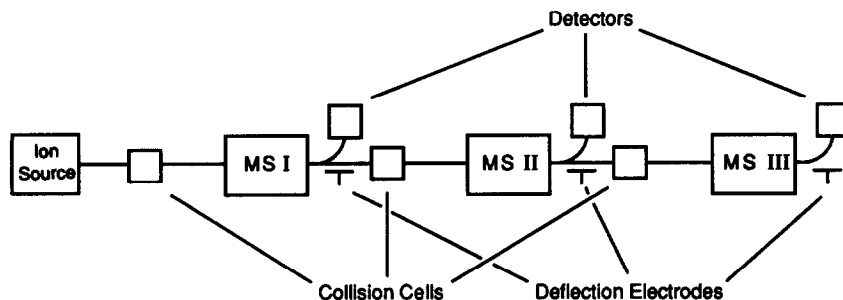 Detectors
Ion
Source
MS I
MS II
MS III
Collision Cells
Deflection Electrodes